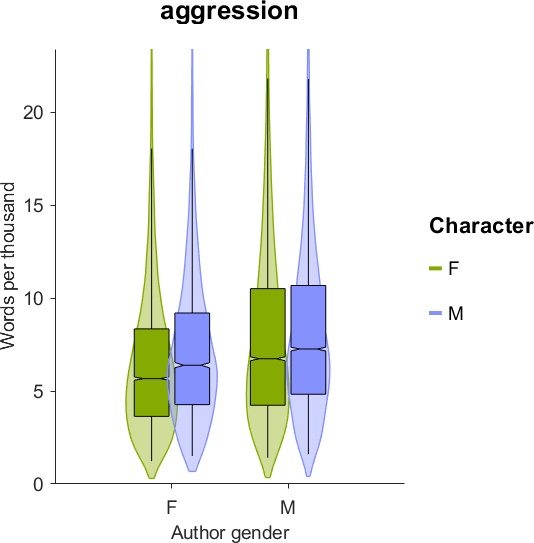 aggression
Words per thousand
20
15
10
5
0
F
M
Author gender
Character
F
M